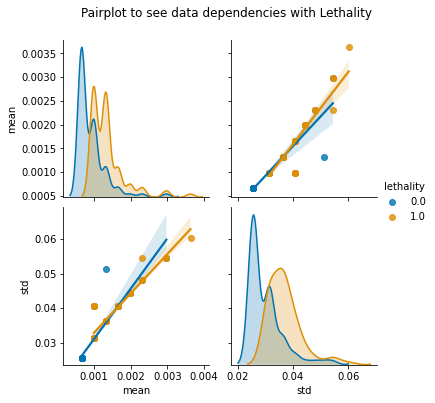 Pairplot to see data dependencies with Lethality
0.0035
0.0030
0.0025
0.0020
0.0015
0.0010
0.0005
mean
lethality
0.0
1.0
0.06
0.05
0.04
0.03
std
0.001 0.002 0.003 0.004
mean
0.02 0.04 0.06
std